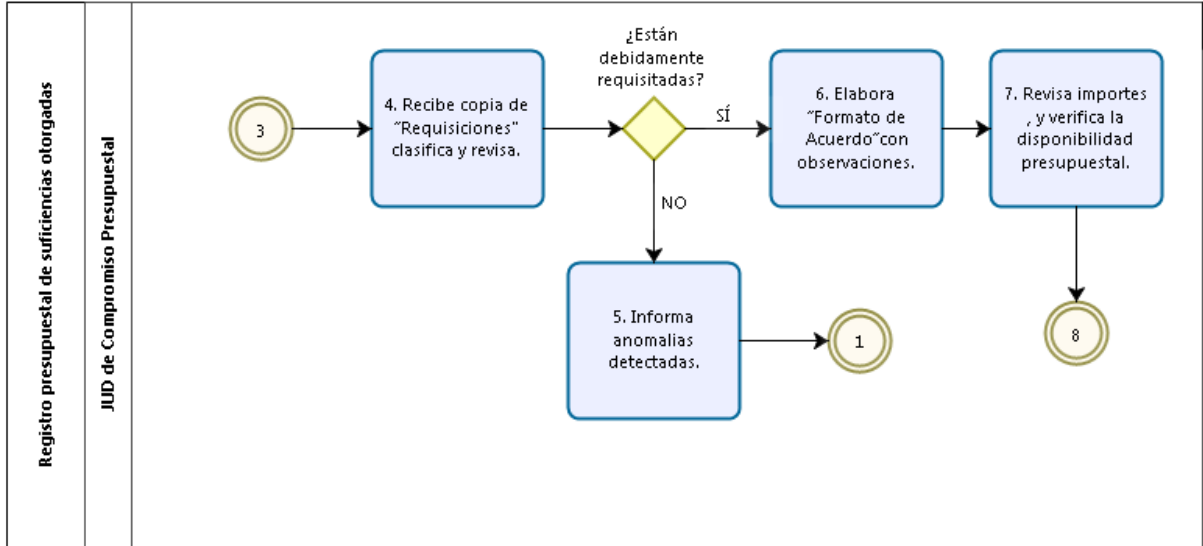 Registro presupuestal de suficiencias otorgadas
JUD de Compromiso Presupuestal
3
4. Recibe copia de
“Requisiciones”
clasifica y revisa.
¿Están
debidamente
requisitadas?
SÍ
NO
6. Elabora
“Formato de
Acuerdo”con
observaciones.
7. Revisa importes
, y verifica la
disponibilidad
presupuestal.
5. Informa
anomalias
detectadas.
1
8